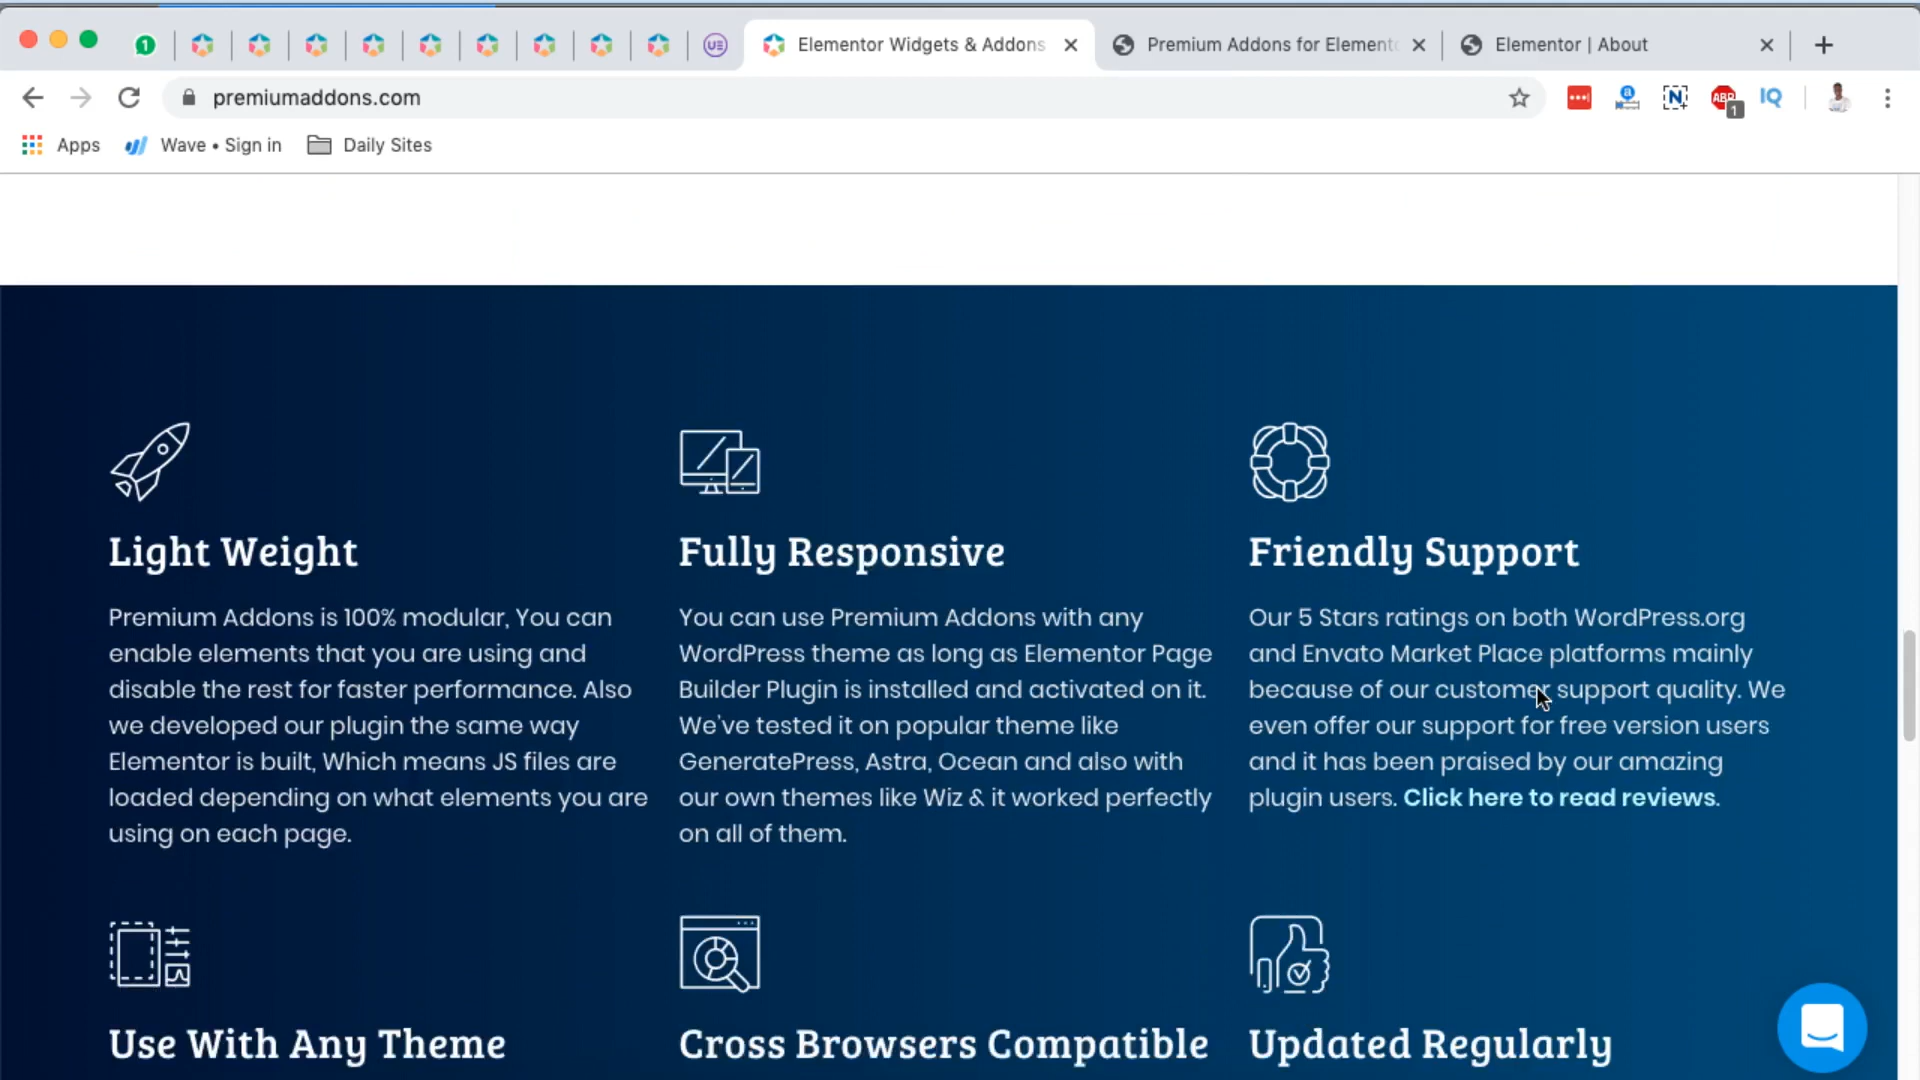 1
UE
Elementor Widgets & Addons
Premium Addons for Element
Elementor | About
premiumaddons.com
N
ABP
1
IQ
Apps
Wave • Sign in
Daily Sites
Light Weight
Premium Addons is 100% modular, You can
enable elements that you are using and
disable the rest for faster performance. Also
we developed our plugin the same way
Elementor is built, Which means JS files are
loaded depending on what elements you are
using on each page.
Fully Responsive
You can use Premium Addons with any
WordPress theme as long as Elementor Page
Builder Plugin is installed and activated on it.
We've tested it on popular theme like
GeneratePress, Astra, Ocean and also with
our own themes like Wiz & it worked perfectly
on all of them.
Friendly Support
Our 5 Stars ratings on both WordPress.org
and Envato Market Place platforms mainly
because of our customer support quality. We
even offer our support for free version users
and it has been praised by our amazing
plugin users. Click here to read reviews.
Use With Any Theme
Cross Browsers Compatible
Updated Regularly